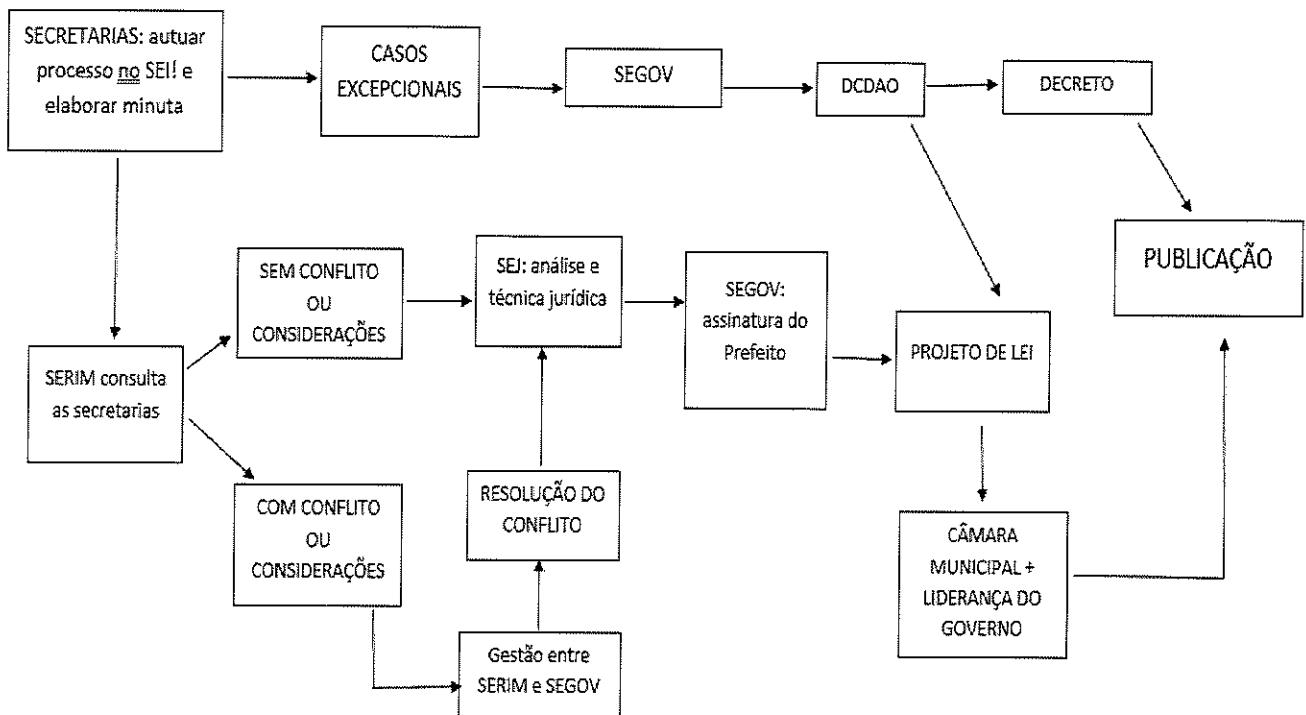 SECRETARIAS: autuar
processo no SEI! e
elaborar minuta
CASOS
EXCEPCIONAIS
SEGOV
DCDAO
DECRETO
PUBLICAÇÃO
SEM CONFLITO
OU
CONSIDERAÇÕES
SEJ: análise e
técnica jurídica
SEGOV:
assinatura do
Prefeito
PROJETO DE LEI
SERIM consulta
as secretarias
COM CONFLITO
OU
CONSIDERAÇÕES
RESOLUÇÃO DO
CONFLITO
CÂMARA
MUNICIPAL +
LIDERANÇA DO
GOVERNO
Gestão entre
SERIM e SEGOV